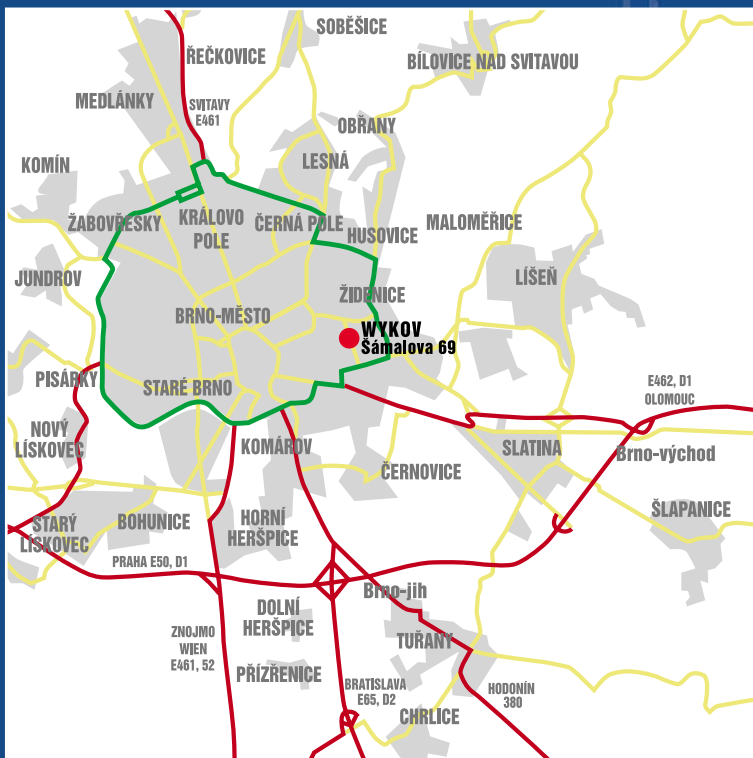 SOBĚŠICE
ŘEČKOVICE
BÍLOVICE NAD SVITAVOU
MEDLÁNKY
SVITAVY
E461
OBŘANY
LESNÁ
KOMÍN
ŽABOVŘESKY
KRÁLOVO
POLE
ČERNÁ POLE
HUSOVICE
MALOMĚŘICE
JUNDROV
LÍŠEŇ
ŽIDENICE
BRNO-MĚSTO
WYKOV
Šámalova 69
PISÁRKY
STARÉ BRNO
E462, D1
OLOMOUC
NOVÝ
LÍSKOVEC
KOMÁROV
SLATINA
Brno-východ
ČERNOVICE
ŠLAPANICE
STARÝ
LÍSKOVEC
BOHUNICE
HORNÍ
HERŠPICE
PRAHA E50, D1
Brno-jih
DOLNÍ
HERŠPICE
ZNOJMO
WIEN
E461, 52
TUŘANY
PŘÍZŘENICE
BRATISLAVA
E65, D2
HODONÍN
380
CHRLICE